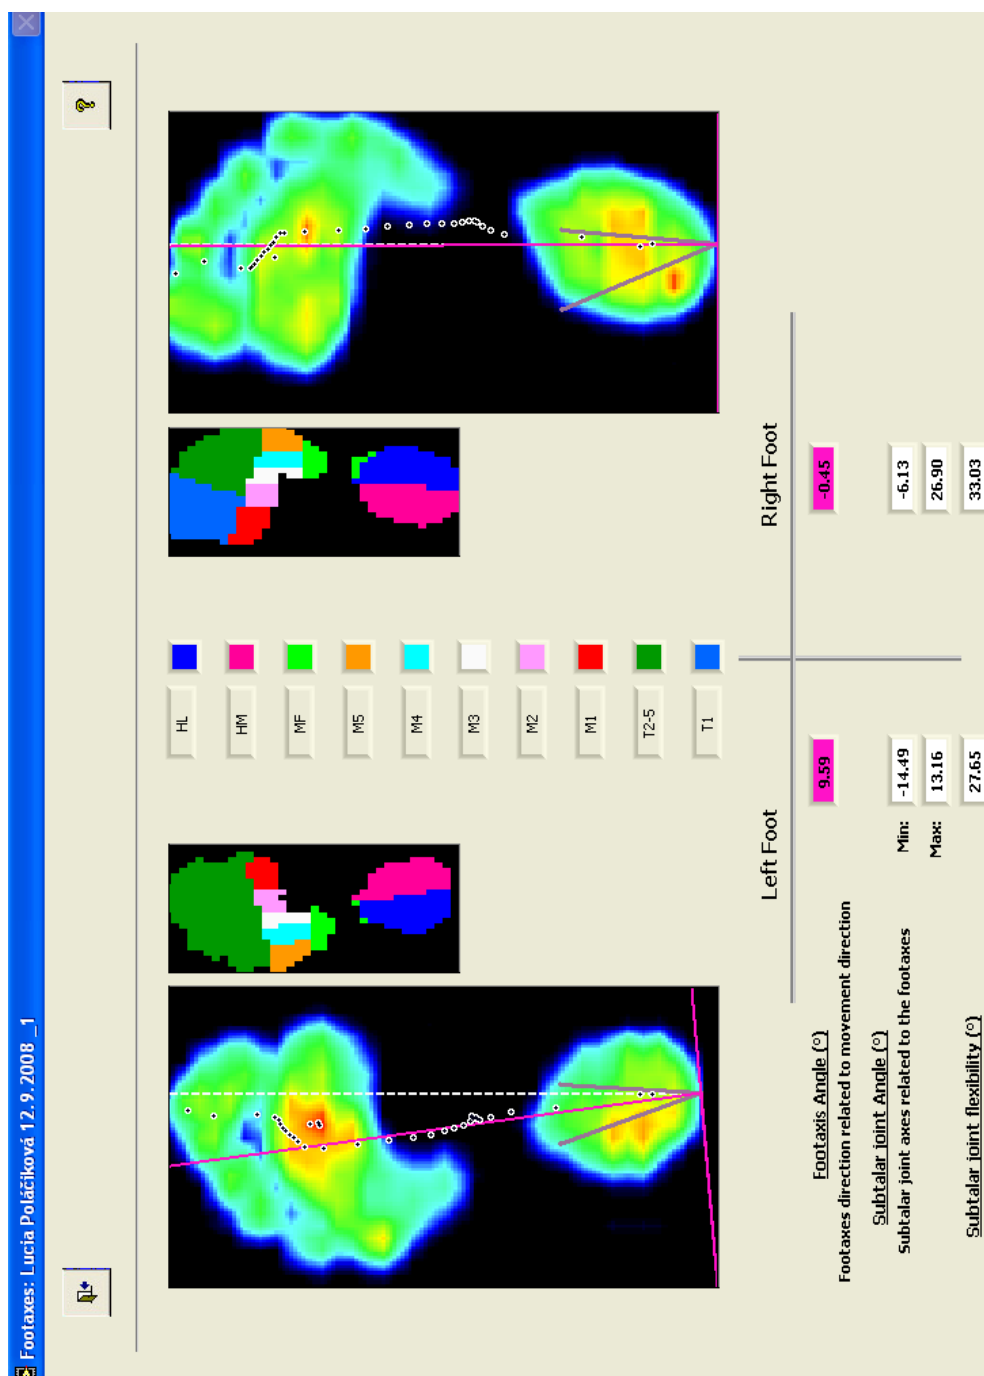 Footaxes: Lucia Poláčiková 12.9.2008 _1
?
HL
HM
MF
M5
M4
M3
M2
M1
T2-5
T1
Left Foot
Right Foot
Footaxis Angle (°)
9.59
-0.45
Footaxes direction related to movement direction
Subtalar joint Angle (°)
Min:
-14.49
-6.13
Subtalar joint axes related to the footaxes
Max:
13.16
26.90
Subtalar joint flexibility (°)
27.65
33.03